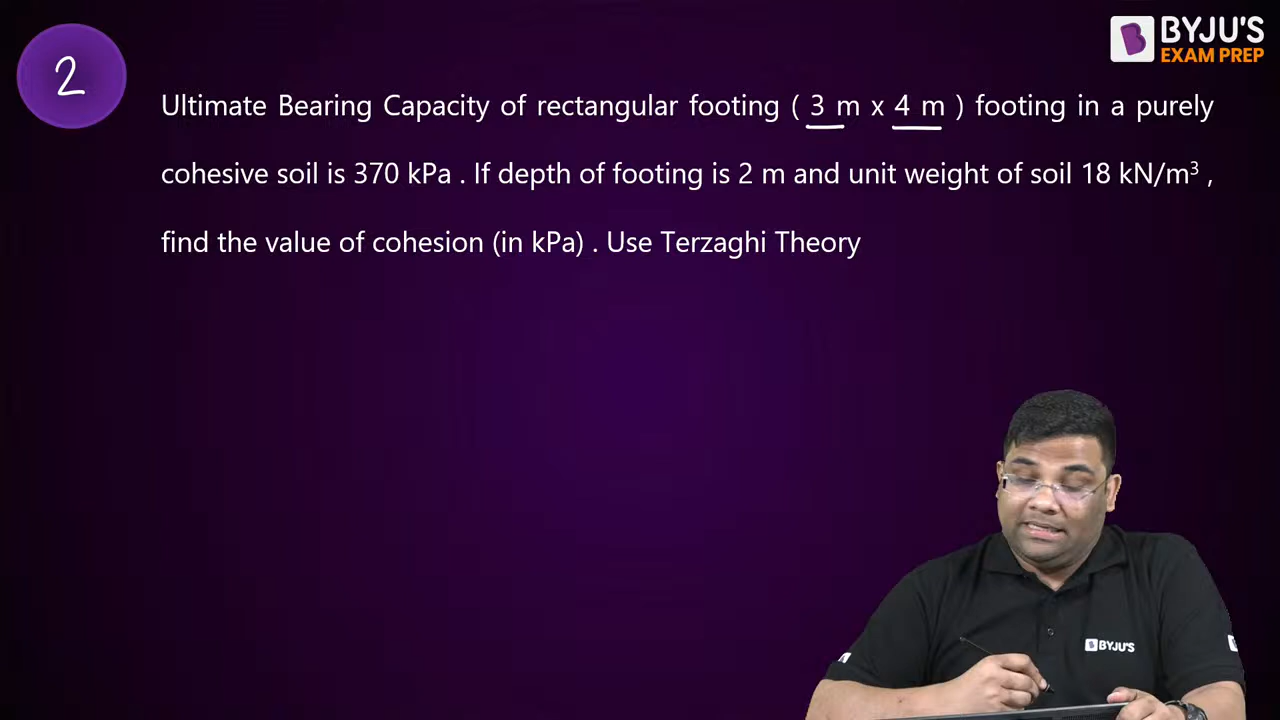 BYJU'S
EXAM PREP
2
Ultimate Bearing Capacity of rectangular footing ( 3 m x 4 m ) footing in a purely
cohesive soil is 370 kPa . If depth of footing is 2 m and unit weight of soil 18 kN/m³ ,
find the value of cohesion (in kPa) . Use Terzaghi Theory
BYJU'S